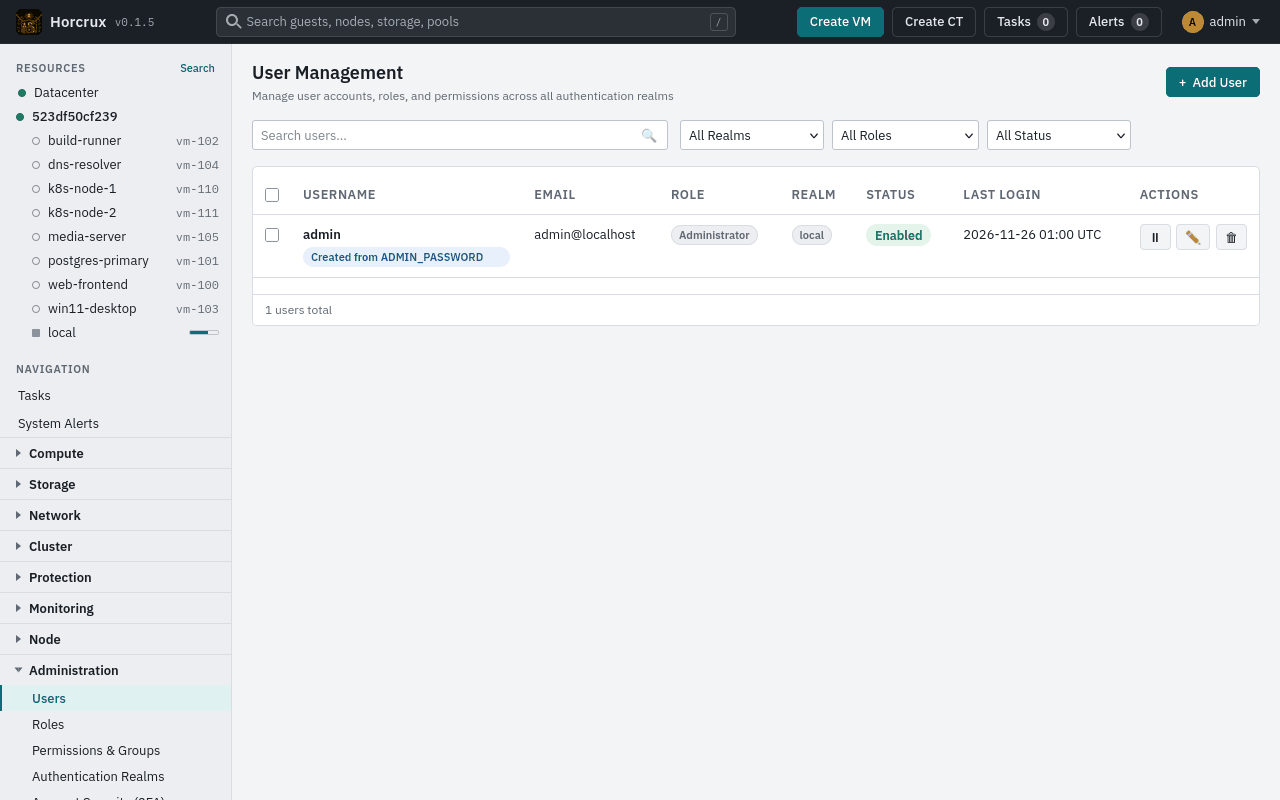 Horcrux v0.1.5
Search guests, nodes, storage, pools /
Create VM
Create CT
Tasks 0
Alerts 0
A admin
RESOURCES Search
Datacenter
523df50cf239
build-runner vm-102
dns-resolver vm-104
k8s-node-1 vm-110
k8s-node-2 vm-111
media-server vm-105
postgres-primary vm-101
web-frontend vm-100
win11-desktop vm-103
local
NAVIGATION
Tasks
System Alerts
Compute
Storage
Network
Cluster
Protection
Monitoring
Node
Administration
Users
Roles
Permissions & Groups
Authentication Realms
User Management
Manage user accounts, roles, and permissions across all authentication realms
+ Add User
Search users...
All Realms
All Roles
All Status
USERNAME EMAIL ROLE REALM STATUS LAST LOGIN ACTIONS
admin admin@localhost Administrator local Enabled 2026-11-26 01:00 UTC
Created from ADMIN_PASSWORD
1 users total